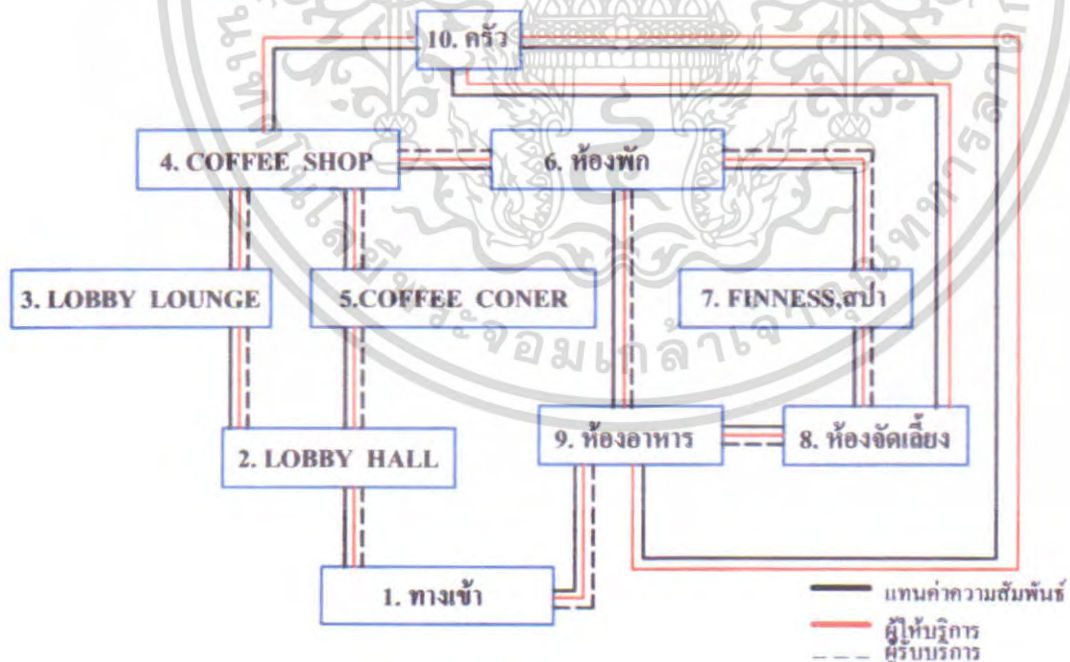 10. ครัว
4. COFFEE SHOP
6. ห้องพัก
3. LOBBY LOUNGE
5.COFFEE CONER
7. FINNESS,สปา
2. LOBBY HALL
9. ห้องอาหาร
8. ห้องจัดเลี้ยง
1. ทางเข้า
แทนค่าความสัมพันธ์
ผู้ให้บริการ
ผู้รับบริการ